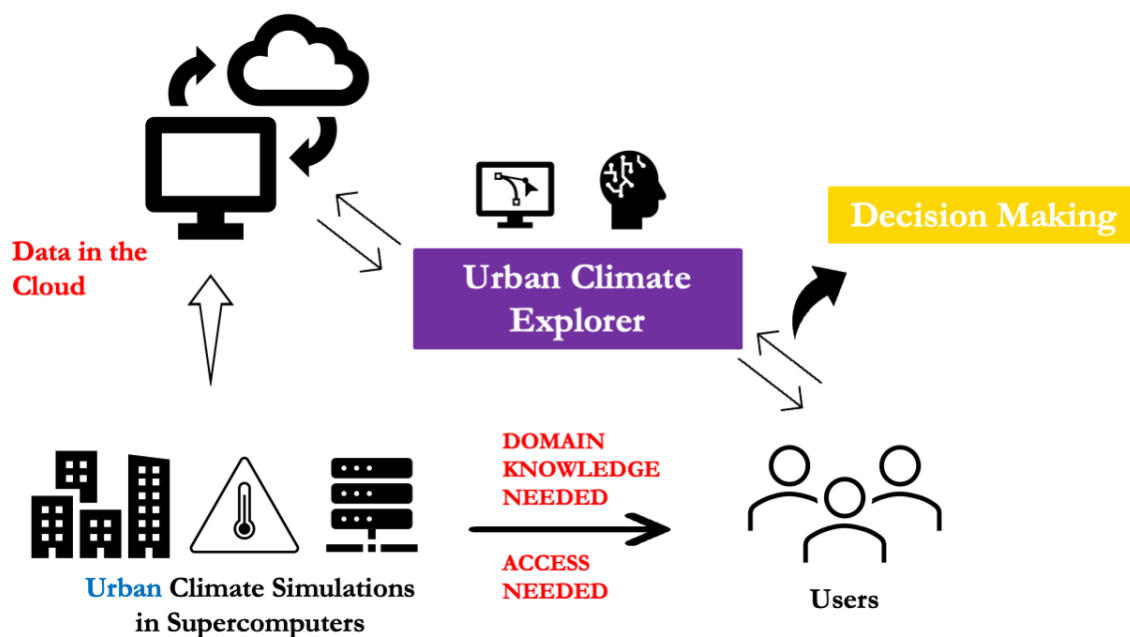 Data in the
Cloud
Urban Climate
Explorer
Decision Making
DOMAIN
KNOWLEDGE
NEEDED
ACCESS
NEEDED
Urban Climate Simulations
in Supercomputers
Users